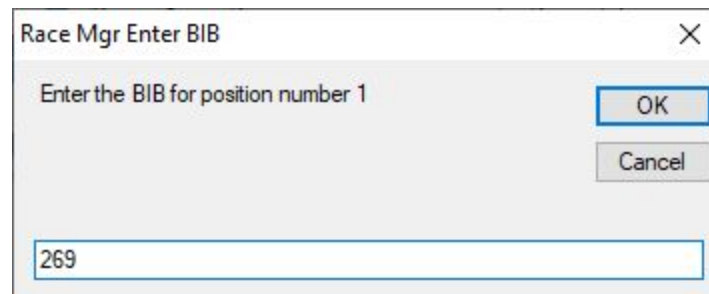 Race Mgr Enter BIB
Enter the BIB for position number 1
OK
Cancel
269